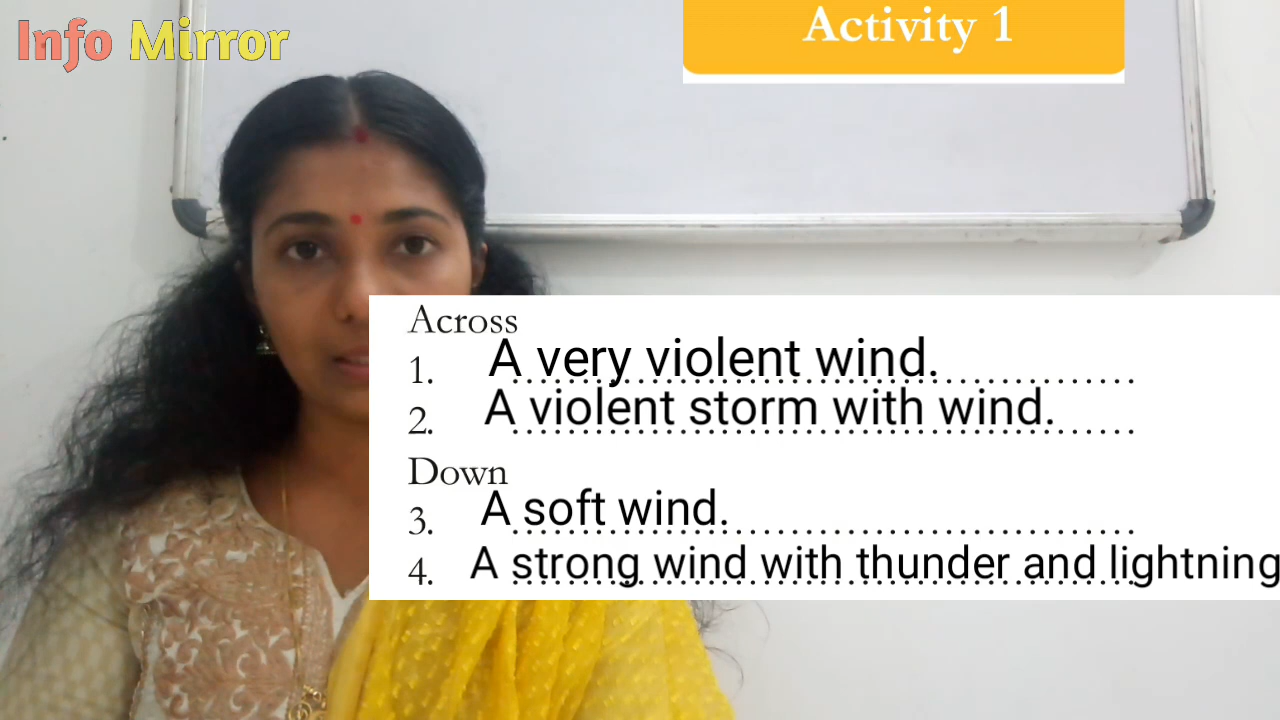 Info Mirror
Activity 1
Across
1. A very violent wind.
2. A violent storm with wind.
Down
3. A soft wind.
4. A strong wind with thunder and lightning